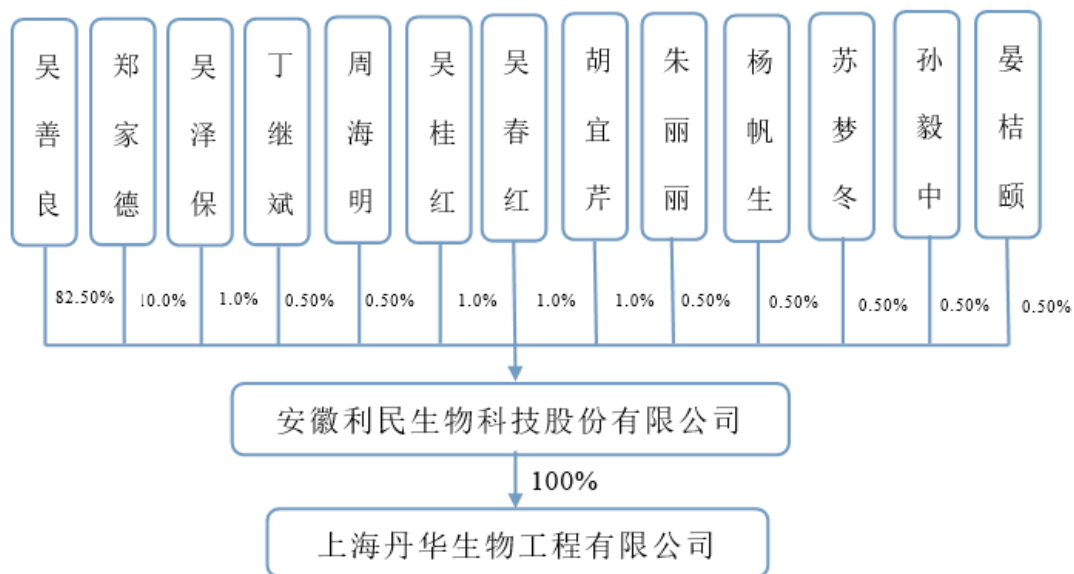 吴善良
郑家德
吴泽保
丁继斌
周海明
吴桂红
吴春红
胡宜芹
朱丽丽
杨帆生
苏梦冬
孙毅中
晏桔颐
82.50%
10.0%
1.0%
0.50%
0.50%
1.0%
1.0%
1.0%
0.50%
0.50%
0.50%
0.50%
0.50%
安徽利民生物科技股份有限公司
100%
上海丹华生物工程有限公司